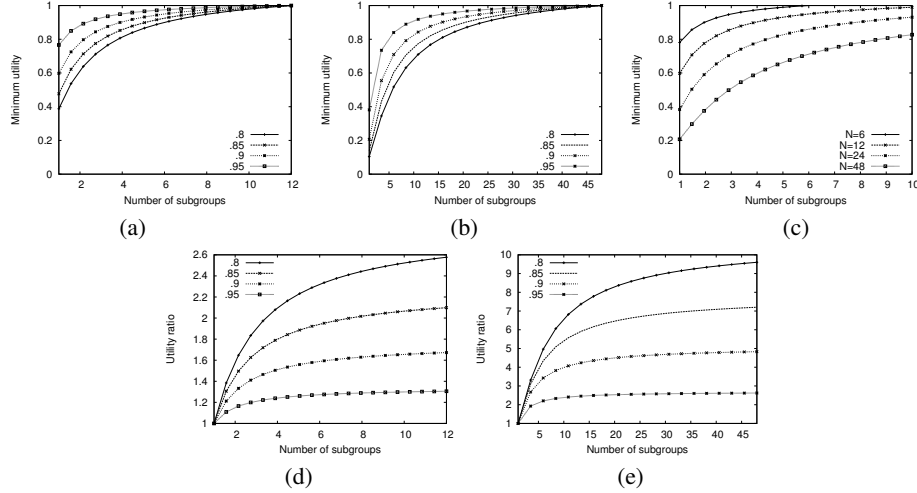 1
0.8
0.6
0.4
0.2
0
Minimum utility
2 4 6 8 10 12
Number of subgroups
.8
.85
.9
.95
(a)
1
0.8
0.6
0.4
0.2
0
Minimum utility
5 10 15 20 25 30 35 40 45
Number of subgroups
.8
.85
.9
.95
(b)
1
0.8
0.6
0.4
0.2
0
Minimum utility
1 2 3 4 5 6 7 8 9 10
Number of subgroups
N=6
N=12
N=24
N=48
(c)
2.6
2.4
2.2
2
1.8
1.6
1.4
1.2
1
Utility ratio
2 4 6 8 10 12
Number of subgroups
.8
.85
.9
.95
(d)
10
9
8
7
6
5
4
3
2
1
Utility ratio
5 10 15 20 25 30 35 40 45
Number of subgroups
.8
.85
.9
.95
(e)